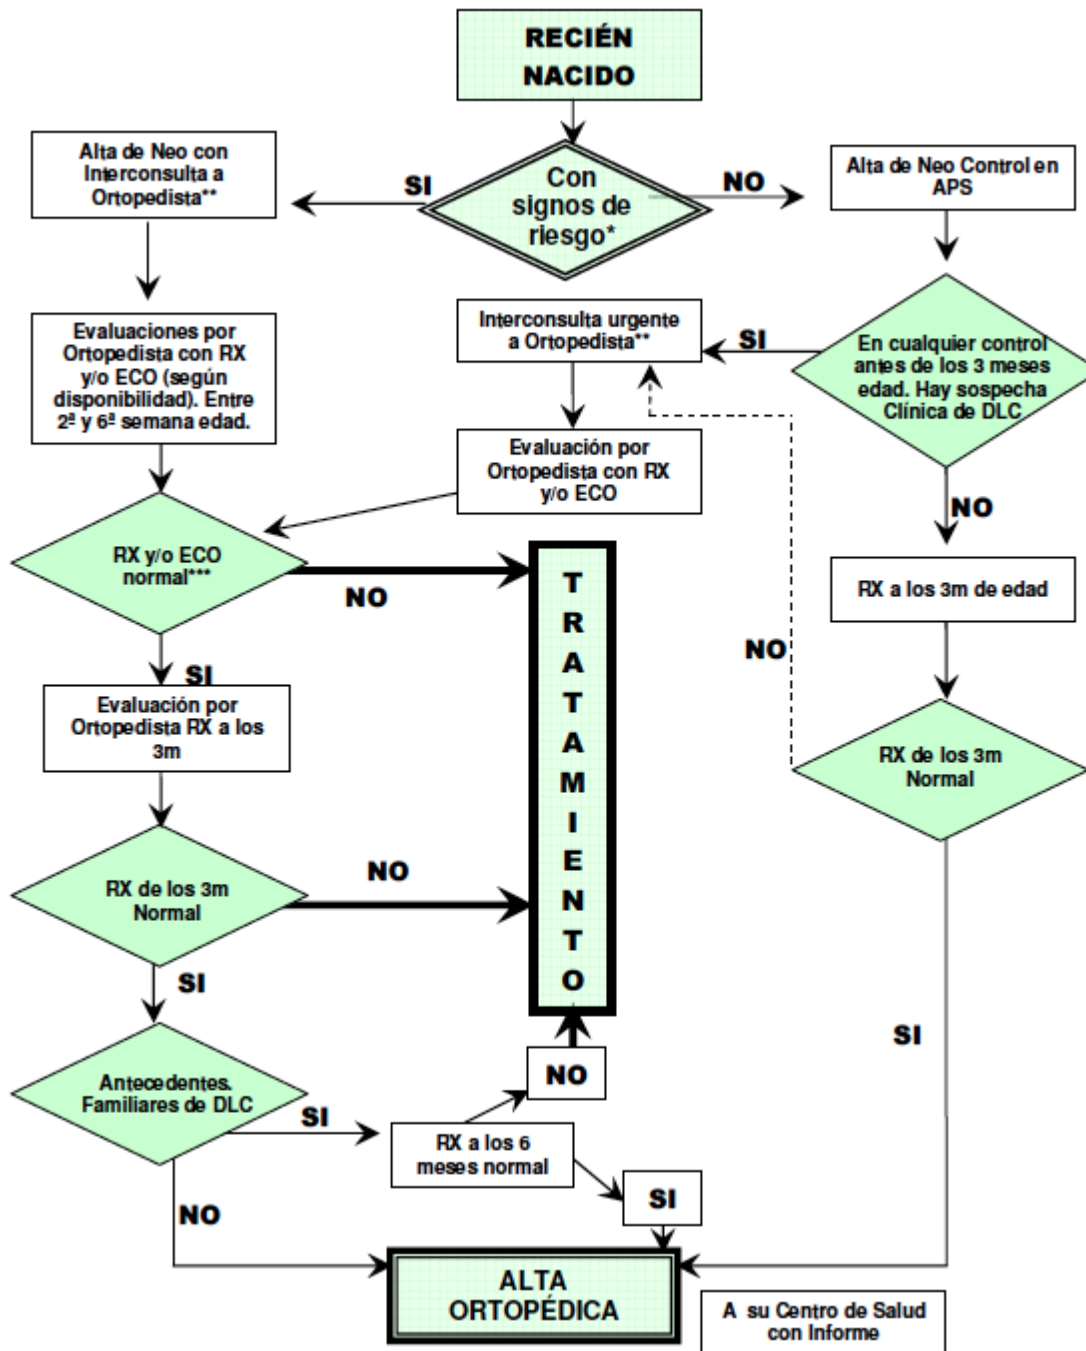 RECIÉN
NACIDO
Con
signos de
riesgo*
SI
NO
Alta de Neo con
Interconsulta a
Ortopedista**
Alta de Neo Control en
APS
Evaluaciones por
Ortopedista con RX
y/o ECO (según
disponibilidad). Entre
2ª y 6ª semana edad.
Interconsulta urgente
a Ortopedista**
SI
En cualquier control
antes de los 3 meses
edad. Hay sospecha
Clínica de DLC
Evaluación por
Ortopedista con RX
y/o ECO
NO
RX y/o ECO
normal***
NO
SI
T
R
A
T
A
M
I
E
N
T
O
RX a los 3m de edad
NO
Evaluación por
Ortopedista RX a los
3m
RX de los 3m
Normal
RX de los 3m
Normal
NO
SI
SI
Antecedentes.
Familiares de DLC
SI
NO
RX a los 6
meses normal
SI
NO
ALTA
ORTOPÉDICA
A su Centro de Salud
con Informe